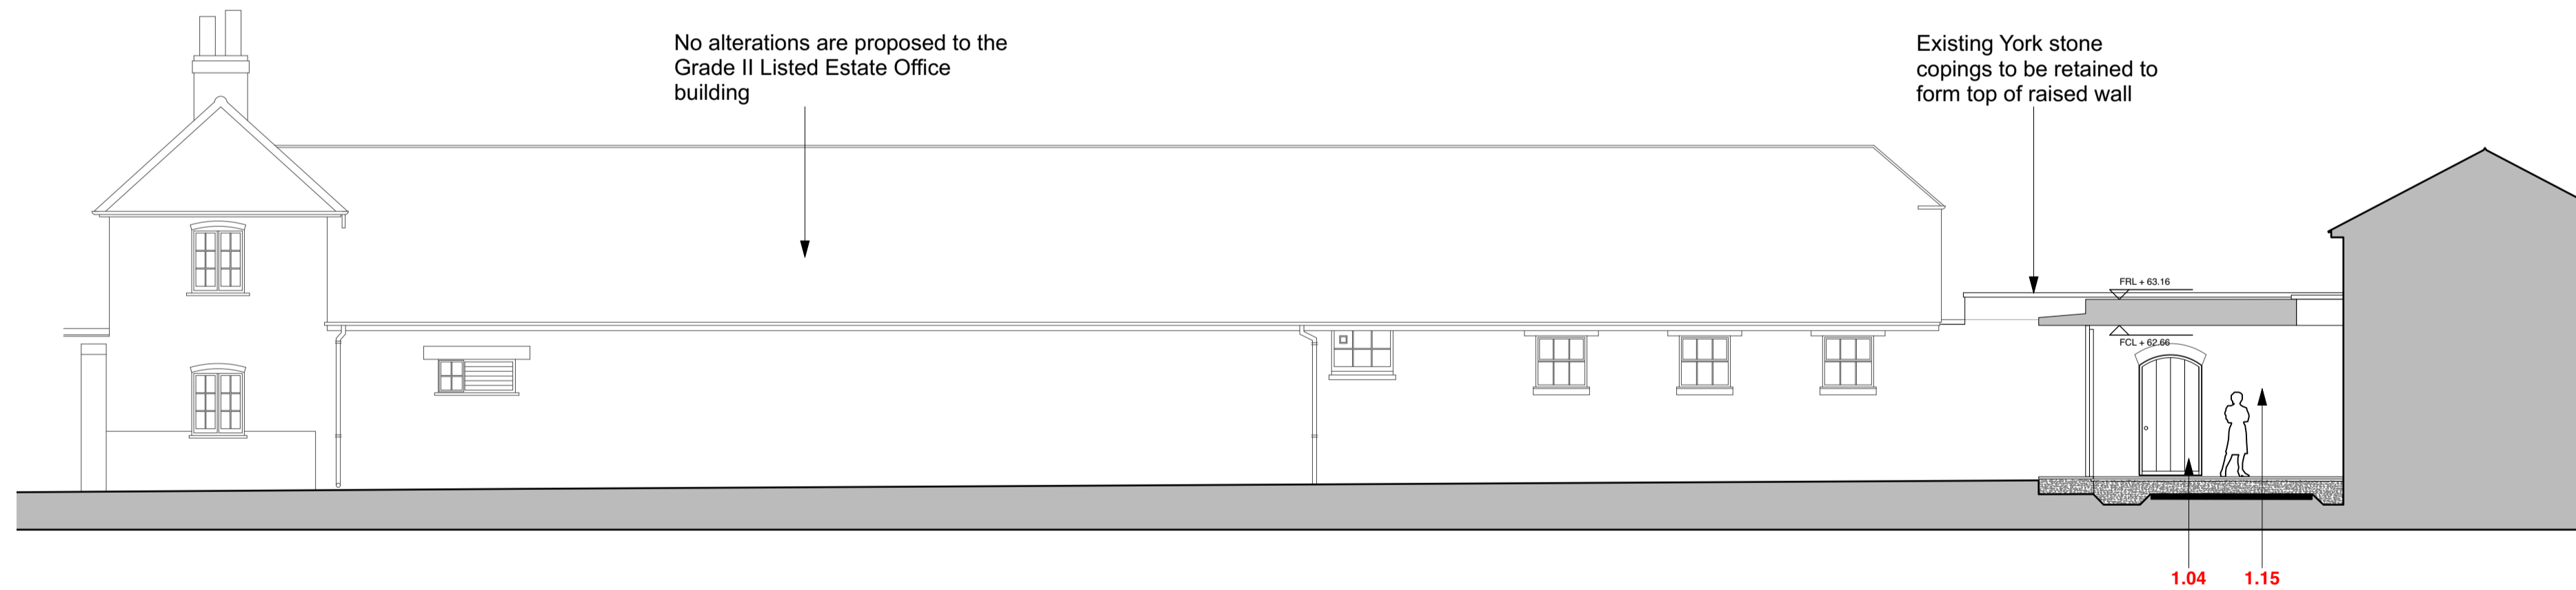 No alterations are proposed to the
Grade II Listed Estate Office
building
Existing York stone
copings to be retained to
form top of raised wall
FRL + 63.16
FCL + 62.66
1.04
1.15